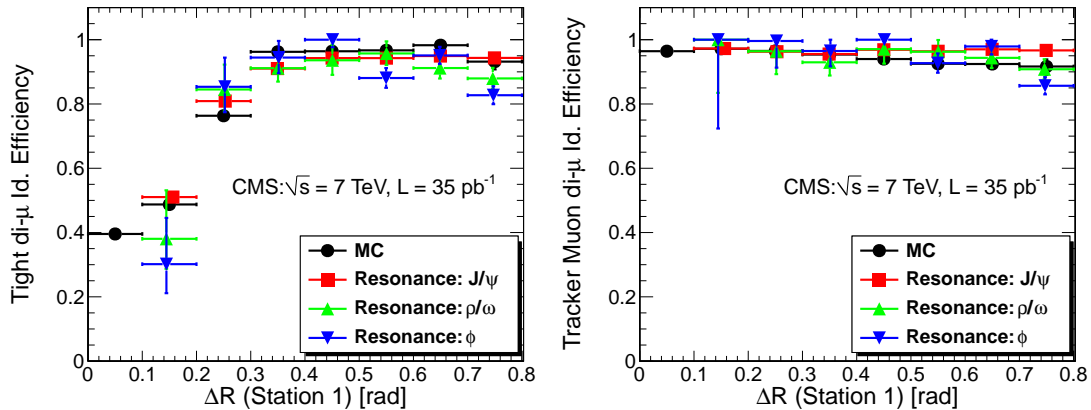 Tight di-μ Id. Efficiency
1
0.8
0.6
0.4
0.2
0
CMS:√s = 7 TeV, L = 35 pb⁻¹
MC
Resonance: J/ψ
Resonance: ρ/ω
Resonance: ϕ
0 0.1 0.2 0.3 0.4 0.5 0.6 0.7 0.8
ΔR (Station 1) [rad]
Tracker Muon di-μ Id. Efficiency
1
0.8
0.6
0.4
0.2
0
CMS:√s = 7 TeV, L = 35 pb⁻¹
MC
Resonance: J/ψ
Resonance: ρ/ω
Resonance: ϕ
0 0.1 0.2 0.3 0.4 0.5 0.6 0.7 0.8
ΔR (Station 1) [rad]